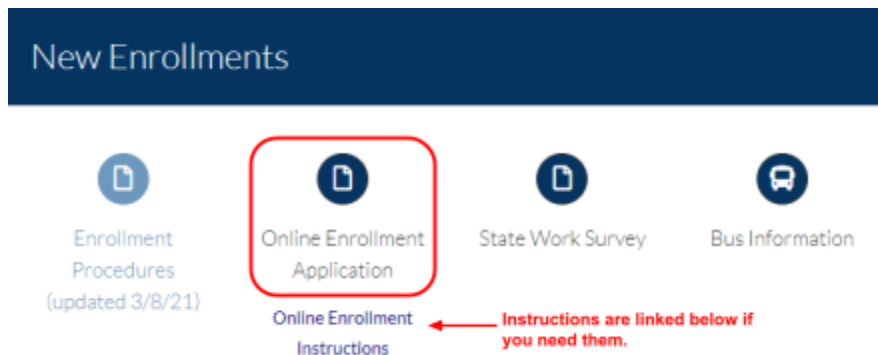 New Enrollments
Enrollment
Procedures
(updated 3/8/21)
Online Enrollment
Application
Online Enrollment
Instructions
State Work Survey
Bus Information
Instructions are linked below if
you need them.